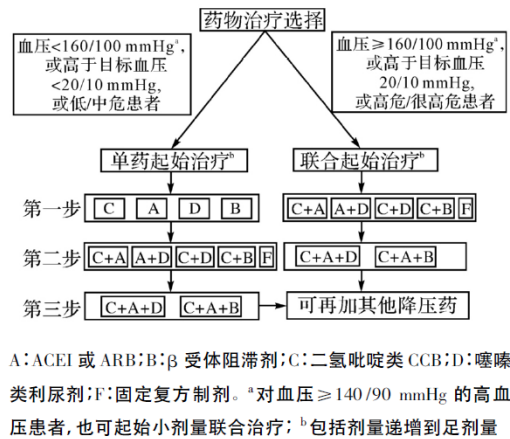 药物治疗选择
血压<160/100 mmHgᵃ,
或高于目标血压
<20/10 mmHg,
或低/中危患者
血压≥160/100 mmHgᵃ,
或高于目标血压
20/10 mmHg,
或高危/很高危患者
单药起始治疗ᵇ
联合起始治疗ᵇ
第一步 C A D B C+A A+D C+D C+B F
第二步 C+A A+D C+D C+B F C+A+D C+A+B
第三步 C+A+D C+A+B 可再加其他降压药
A:ACEI 或 ARB;B:β 受体阻滞剂;C:二氢吡啶类 CCB;D:噻嗪
类利尿剂;F:固定复方制剂。ᵃ对血压≥140/90 mmHg 的高血
压患者,也可起始小剂量联合治疗; ᵇ包括剂量递增到足剂量